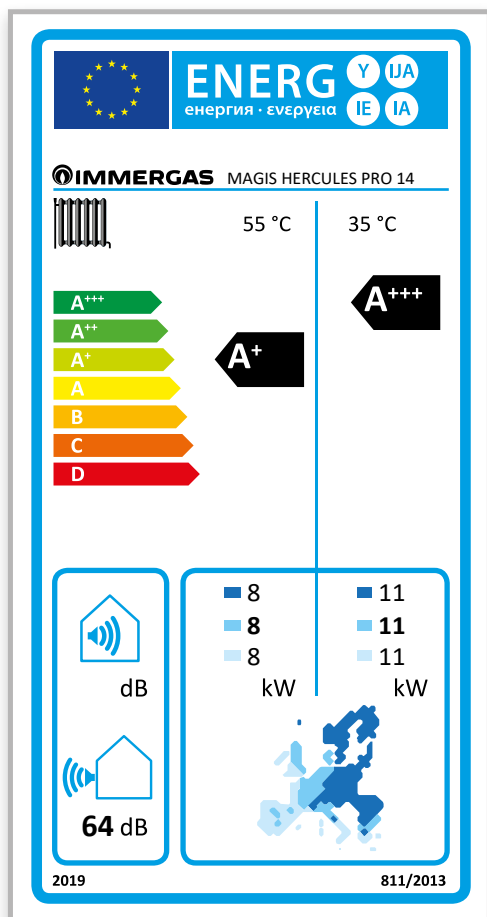 ENERG Y IJA
енергия · ενεργεια IE IA
IMMERGAS MAGIS HERCULES PRO 14
55 °C 35 °C
A+++
A+++
A++
A+
A+
A
B
C
D
8 11
8 11
8 11
kW kW
dB
64 dB
2019 811/2013